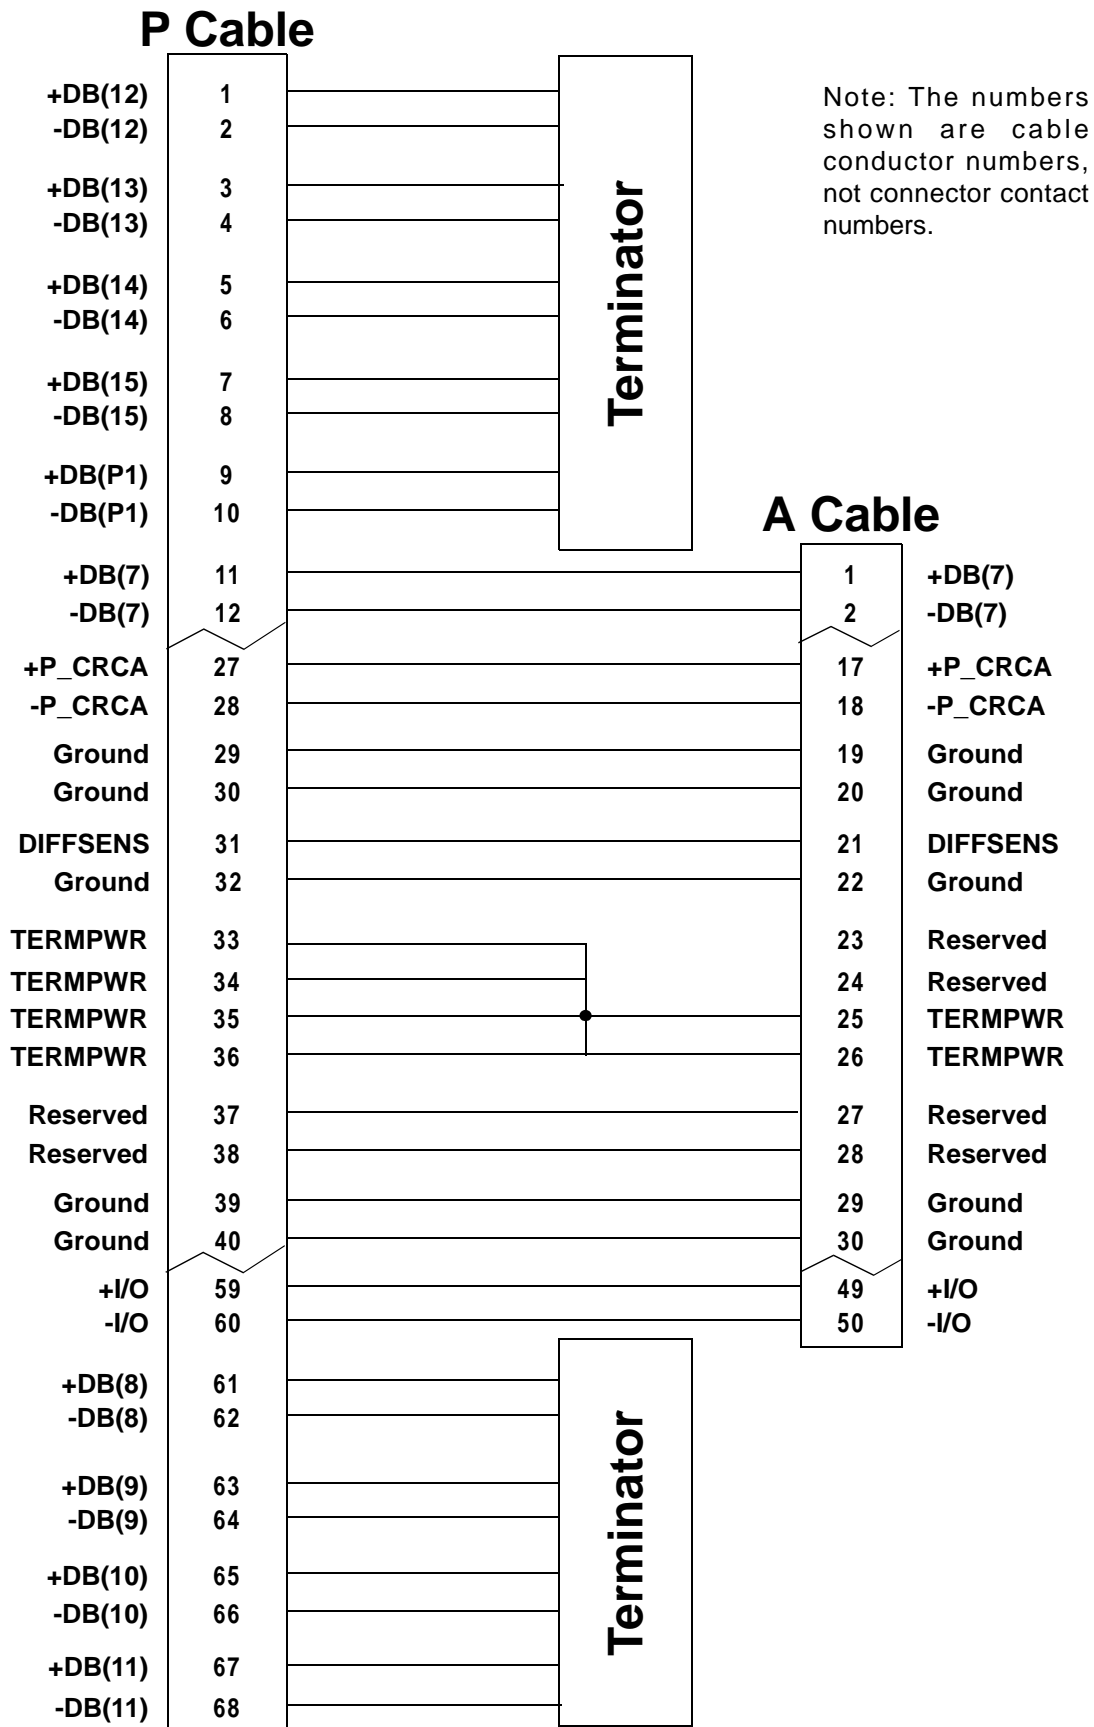 P Cable
Note: The numbers
shown are cable
conductor numbers,
not connector contact
numbers.
+DB(12) 1
-DB(12) 2
+DB(13) 3
-DB(13) 4
+DB(14) 5
-DB(14) 6
+DB(15) 7
-DB(15) 8
+DB(P1) 9
-DB(P1) 10
Terminator
A Cable
+DB(7) 11 1 +DB(7)
-DB(7) 12 2 -DB(7)
+P_CRCA 27 17 +P_CRCA
-P_CRCA 28 18 -P_CRCA
Ground 29 19 Ground
Ground 30 20 Ground
DIFFSENS 31 21 DIFFSENS
Ground 32 22 Ground
TERMPWR 33 23 Reserved
TERMPWR 34 24 Reserved
TERMPWR 35 25 TERMPWR
TERMPWR 36 26 TERMPWR
Reserved 37 27 Reserved
Reserved 38 28 Reserved
Ground 39 29 Ground
Ground 40 30 Ground
+I/O 59 49 +I/O
-I/O 60 50 -I/O
+DB(8) 61
-DB(8) 62
+DB(9) 63
-DB(9) 64
+DB(10) 65
-DB(10) 66
+DB(11) 67
-DB(11) 68
Terminator